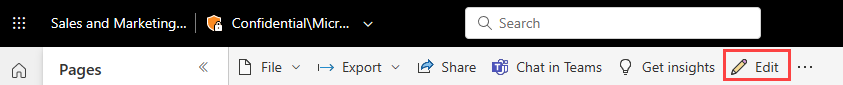 Sales and Marketing... Confidential\Micr... Search
Pages File Export Share Chat in Teams Get insights Edit ...